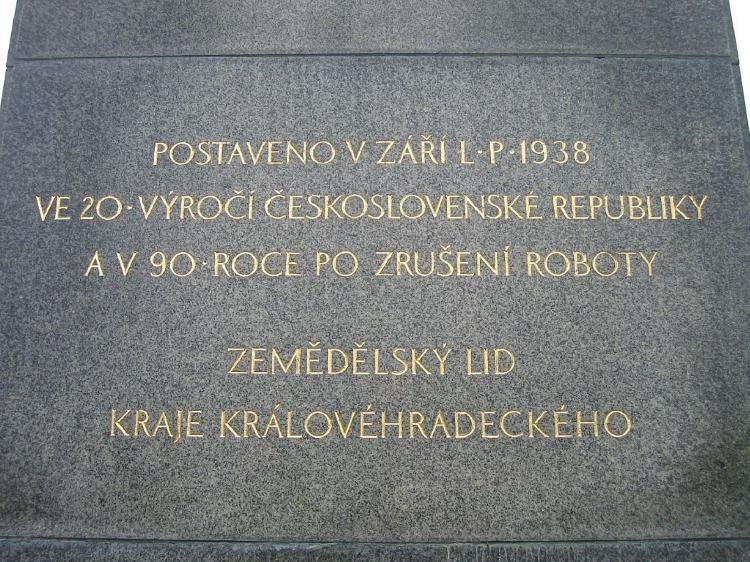 POSTAVENO V ZÁŘÍ L·P·1938
VE 20·VÝROČÍ ČESKOSLOVENSKÉ REPUBLIKY
A V 90·ROCE PO ZRUŠENÍ ROBOTY
ZEMĚDĚLSKÝ LID
KRAJE KRÁLOVÉHRADECKÉHO